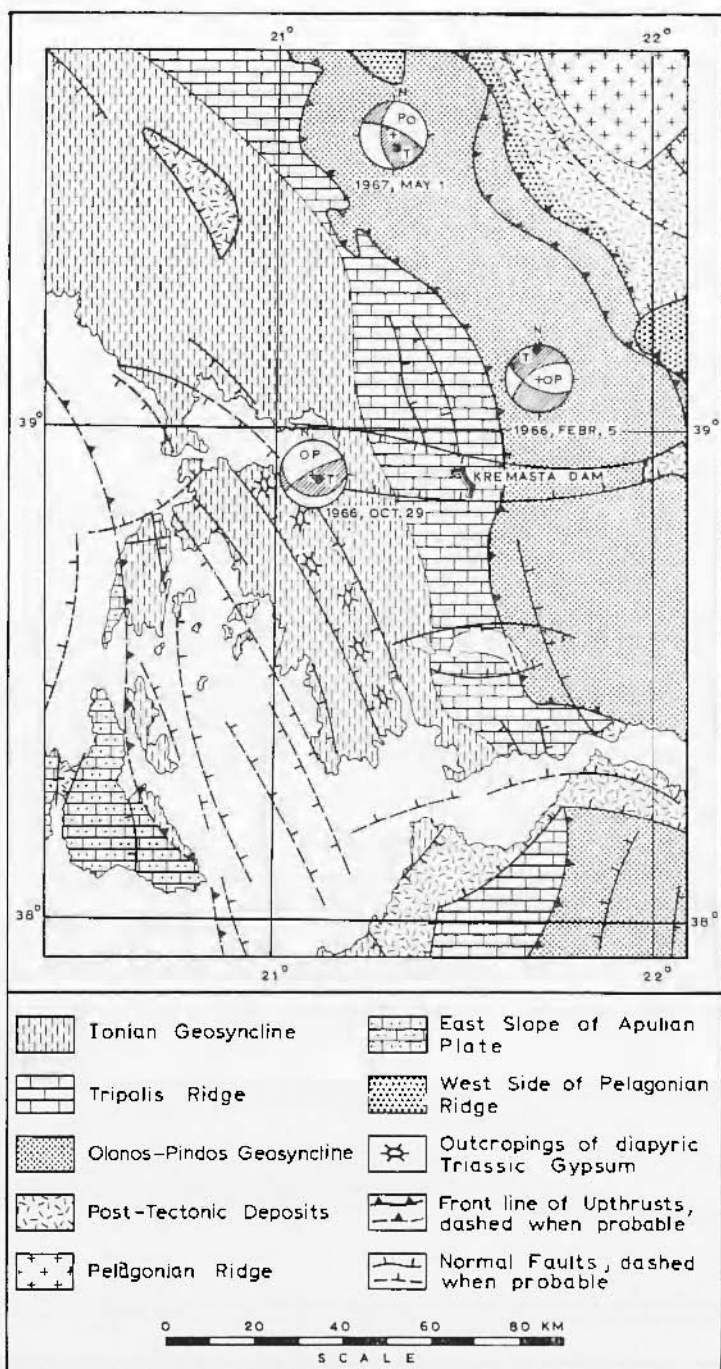 21° 22°
N
PO
T
1967, MAY 1
N
T
OP
39° 39°
1966, FEBR. 5
N
OP
T
KREMASTA DAM
1966, OCT. 29
38° 38°
21° 22°
Ionian Geosyncline
Tripolis Ridge
Olonos-Pindos Geosyncline
Post-Tectonic Deposits
Pelagonian Ridge
East Slope of Apulian
Plate
West Side of Pelagonian
Ridge
Outcropings of diapyric
Triassic Gypsum
Front line of Upthrusts,
dashed when probable
Normal Faults, dashed
when probable
0 20 40 60 80 KM
SCALE